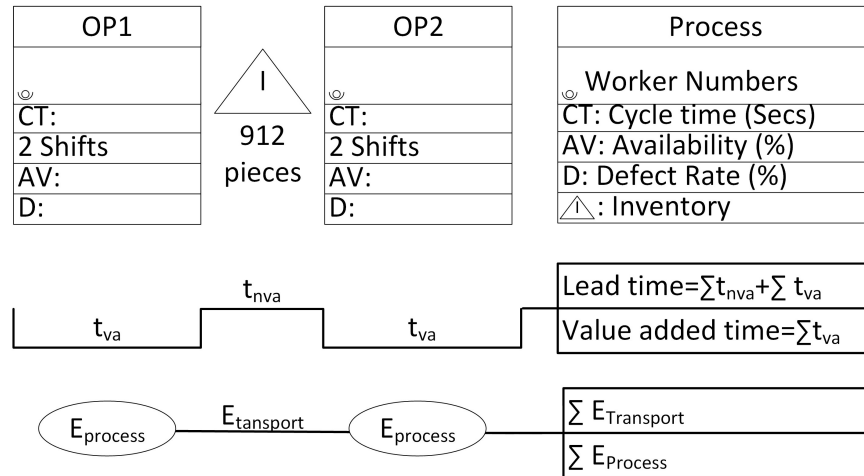 OP1
CT:
2 Shifts
AV:
D:
I
912
pieces
OP2
CT:
2 Shifts
AV:
D:
Process
Worker Numbers
CT: Cycle time (Secs)
AV: Availability (%)
D: Defect Rate (%)
I : Inventory
tva
tnva
tva
Lead time=∑tnva+∑ tva
Value added time=∑tva
Eprocess
Etansport
Eprocess
∑ ETransport
∑ EProcess